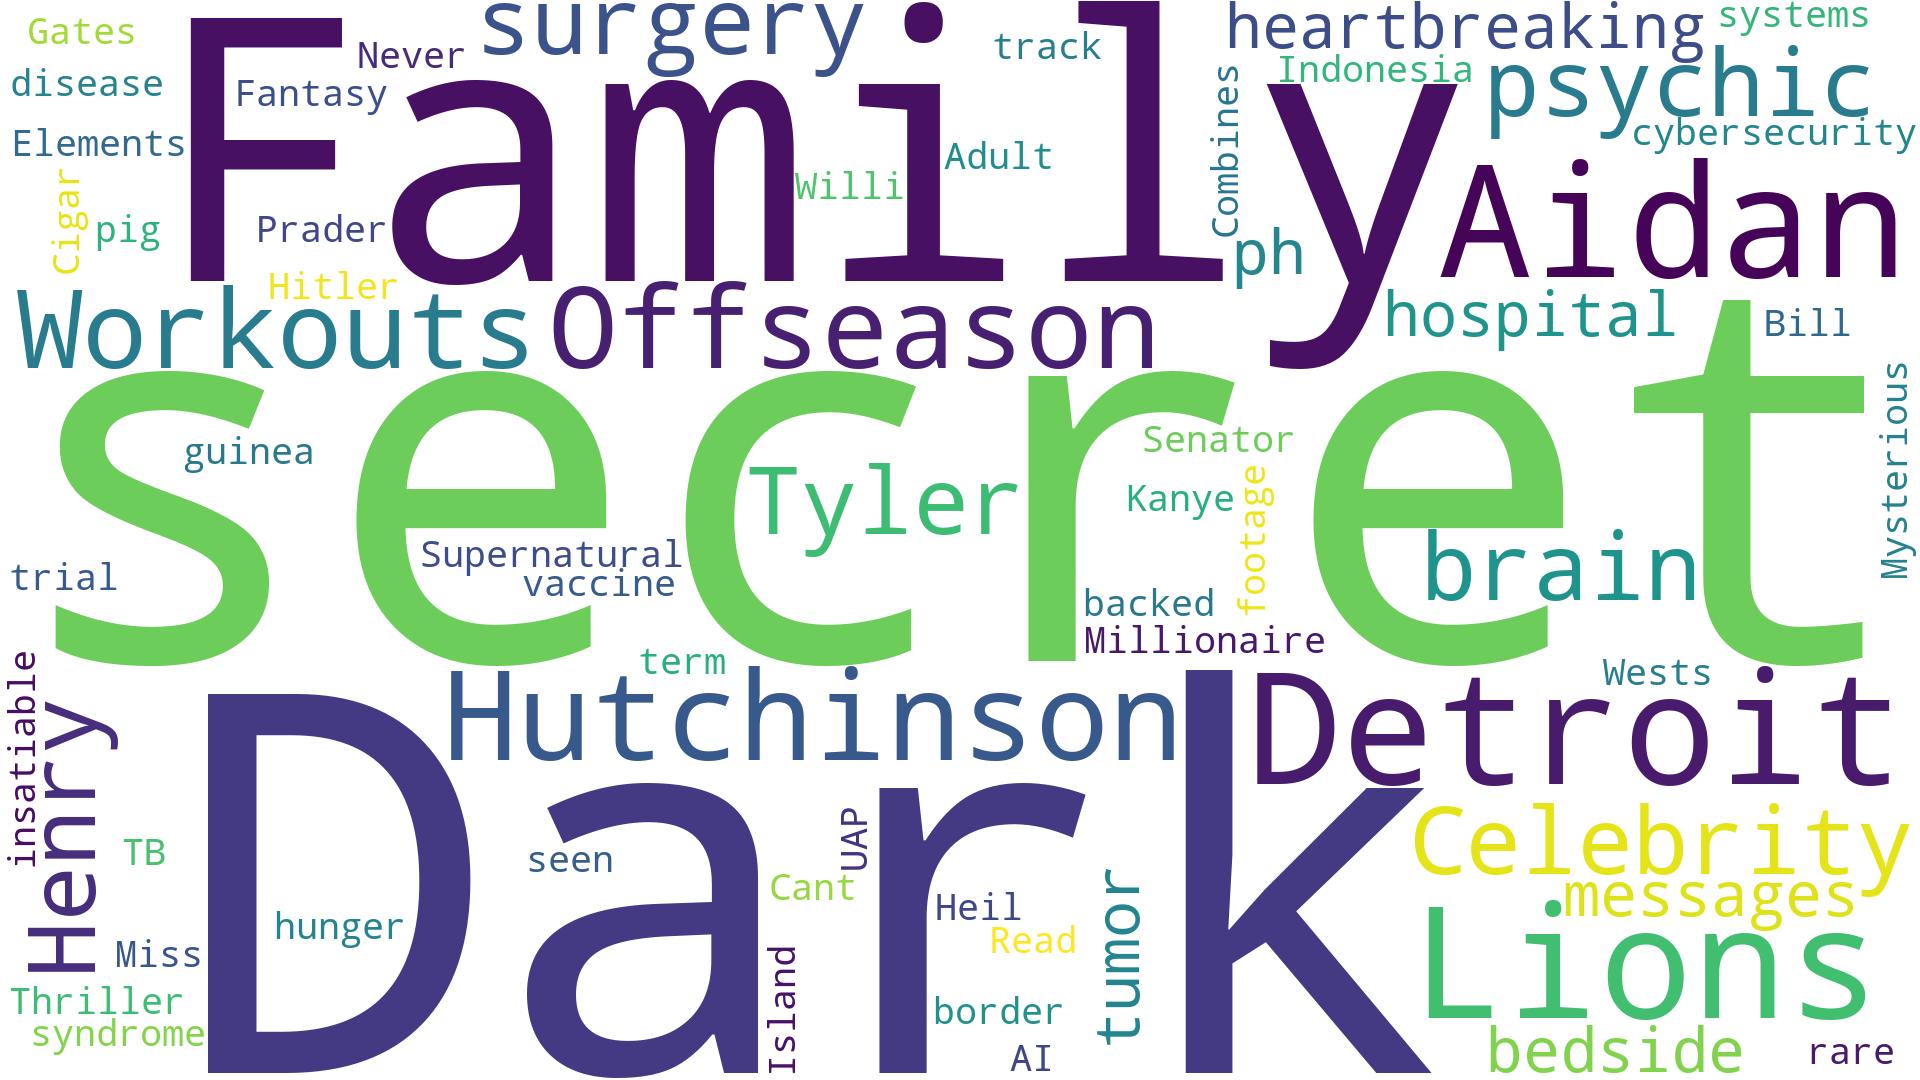 Gates
Never
surgery
track
heartbreaking
systems
disease
Fantasy
Family
Indonesia
psychic
Elements
Adult
Combines
cybersecurity
Cigar
pig
Prader
Willi
Aidan
Hitler
ph
Workouts
Offseason
hospital
Bill
secret
Mysterious
guinea
Tyler
Senator
Kanye
footage
trial
Supernatural
vaccine
backed
brain
Millionaire
term
Wests
insatiable
Henry
Hutchinson
Detroit
Dark
TB
seen
UAP
Cant
Celebrity
messages
hunger
Heil
Read
tumor
Lions
Miss
Thriller
syndrome
Island
border
AI
bedside
rare